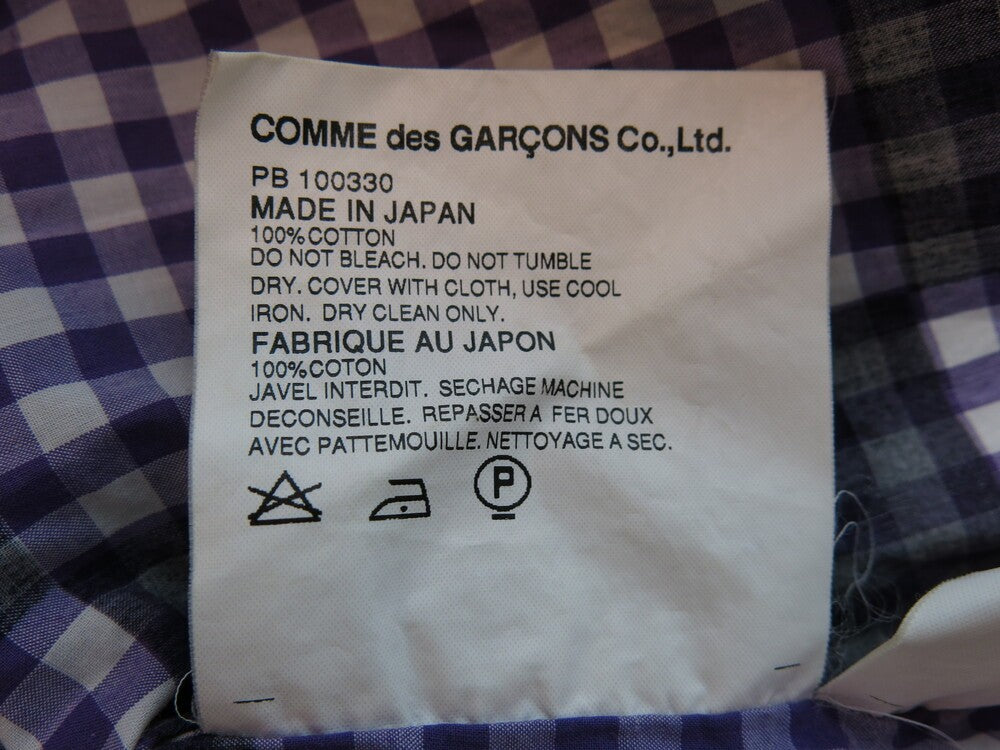 COMME des GARÇONS Co.,Ltd.
PB 100330
MADE IN JAPAN
100%COTTON
DO NOT BLEACH. DO NOT TUMBLE
DRY. COVER WITH CLOTH, USE COOL
IRON. DRY CLEAN ONLY.
FABRIQUE AU JAPON
100%COTON
JAVEL INTERDIT. SECHAGE MACHINE
DECONSEILLE. REPASSER A FER DOUX
AVEC PATTEMOUILLE. NETTOYAGE A SEC.
P